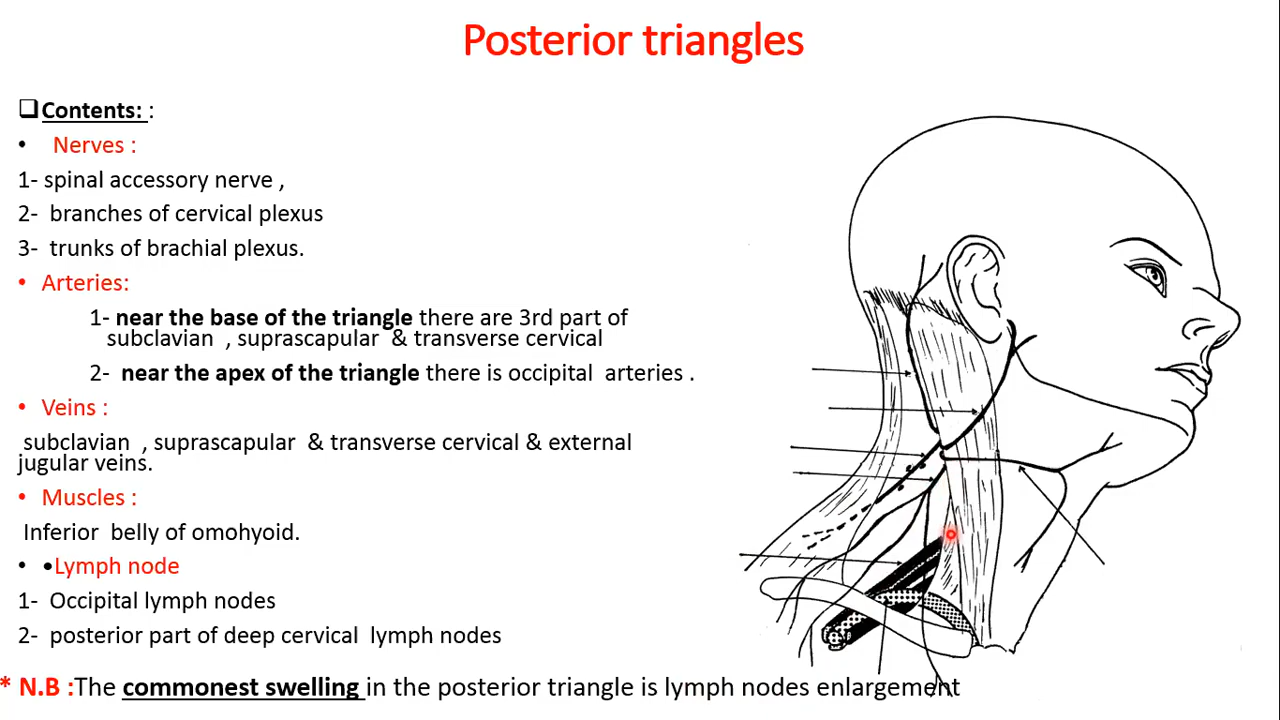 Posterior triangles
❑Contents: :
• Nerves :
1- spinal accessory nerve ,
2- branches of cervical plexus
3- trunks of brachial plexus.
• Arteries:
1- near the base of the triangle there are 3rd part of
subclavian , suprascapular & transverse cervical
2- near the apex of the triangle there is occipital arteries .
• Veins :
subclavian , suprascapular & transverse cervical & external
jugular veins.
• Muscles :
Inferior belly of omohyoid.
• •Lymph node
1- Occipital lymph nodes
2- posterior part of deep cervical lymph nodes
* N.B :The commonest swelling in the posterior triangle is lymph nodes enlargement